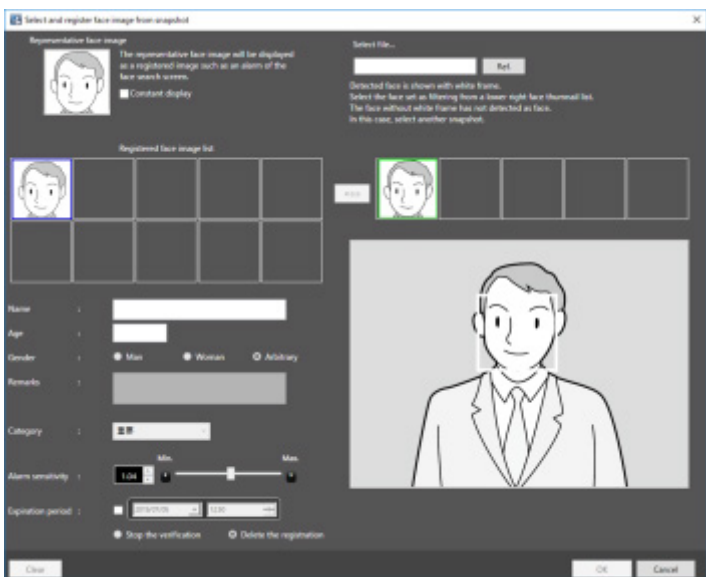 Select and register face image from snapshot
Representative face image
The representative face image will be displayed
as a registered image such as an alarm of the
face search screen.
Constant display
Select file...
Ref.
Detected face is shown with white frame.
Select the face set as filtering from a lower right face thumnail list.
The face without white frame has not detected as face.
In this case, select another snapshot.
Registered face image list
Name :
Age :
Gender : Man Woman Arbitrary
Remarks :
Category :
Min. Max.
Alarm sensitivity : 1.04
Expiration period : 12:30
Stop the verification Delete the registration
Clear OK Cancel